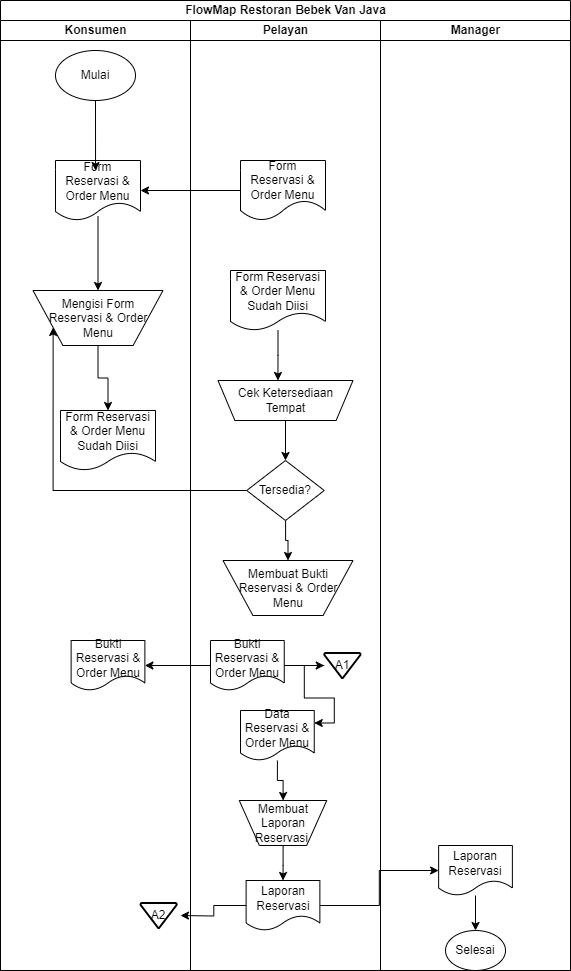 FlowMap Restoran Bebek Van Java
Konsumen
Pelayan
Manager
Mulai
Form
Reservasi &
Order Menu
Form
Reservasi &
Order Menu
Form Reservasi
& Order Menu
Sudah Diisi
Mengisi Form
Reservasi & Order
Menu
Cek Ketersediaan
Tempat
Form Reservasi
& Order Menu
Sudah Diisi
Tersedia?
Membuat Bukti
Reservasi & Order
Menu
Bukti
Reservasi &
Order Menu
Bukti
Reservasi &
Order Menu
A1
Data
Reservasi &
Order Menu
Membuat
Laporan
Reservasi
Laporan
Reservasi
Laporan
Reservasi
A2
Selesai